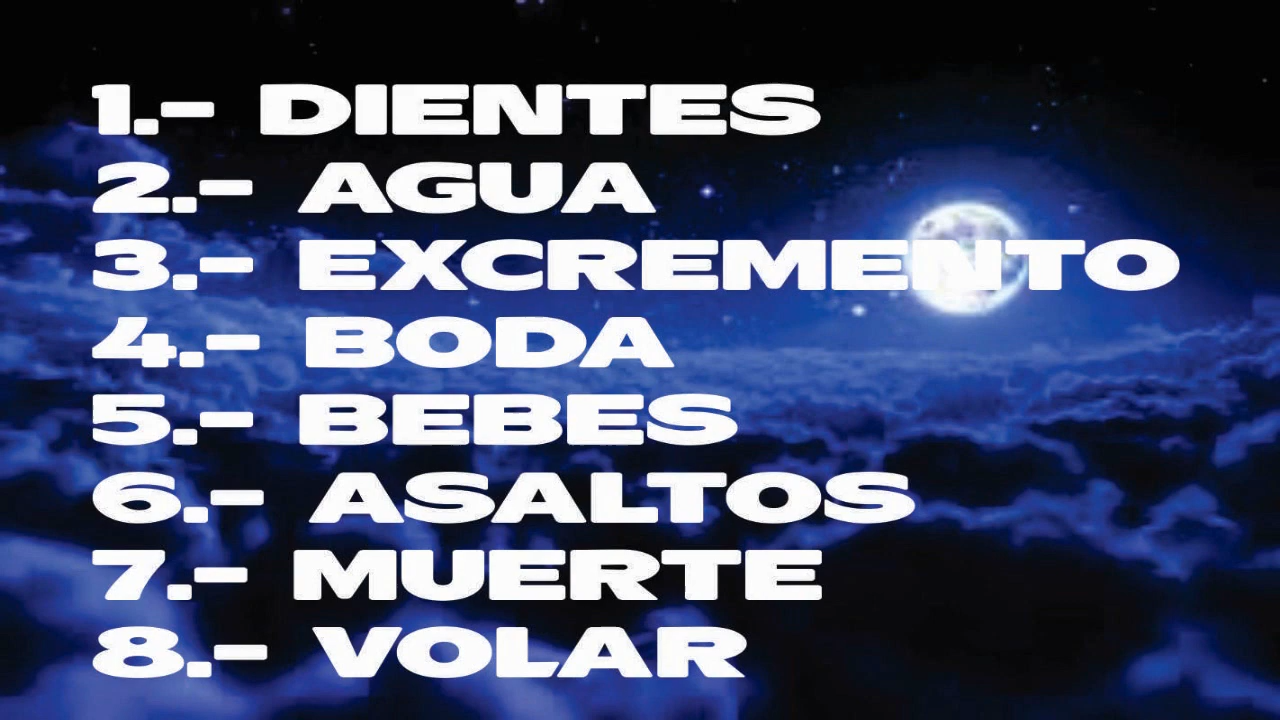 1.- DIENTES
2.- AGUA
3.- EXCREMENTO
4.- BODA
5.- BEBES
6.- ASALTOS
7.- MUERTE
8.- VOLAR